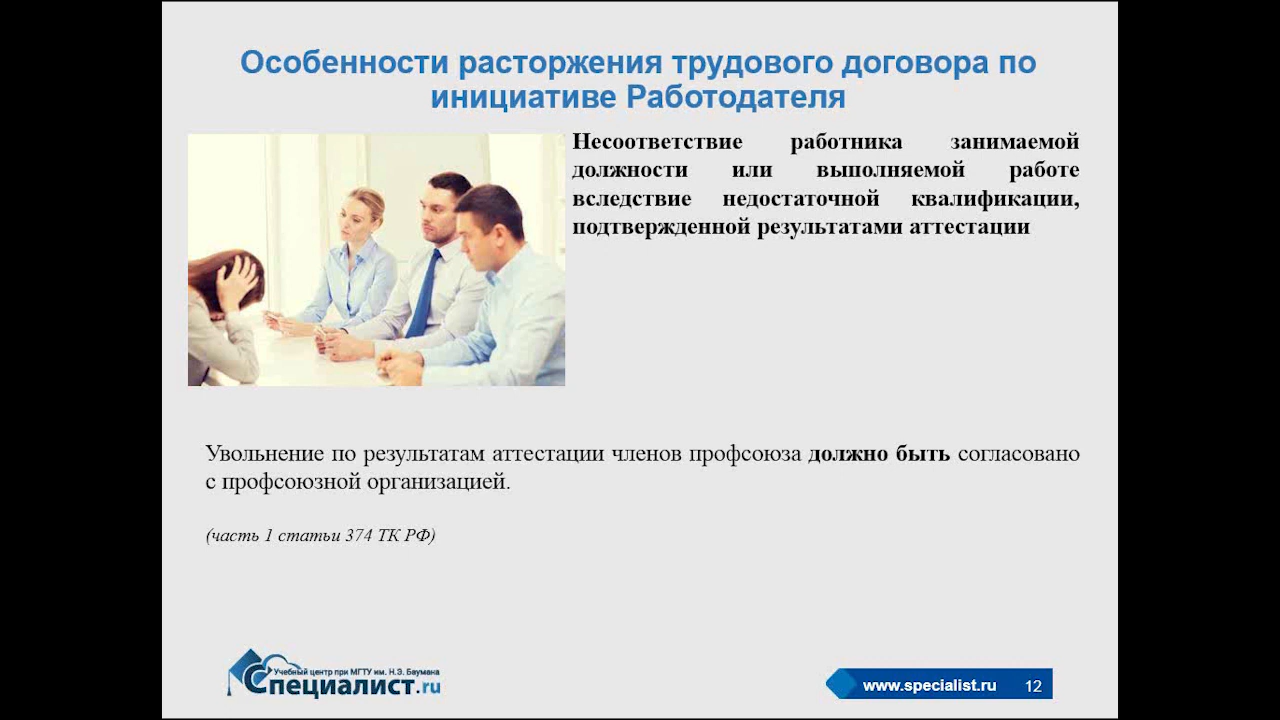 Особенности расторжения трудового договора по
инициативе Работодателя
Несоответствие работника занимаемой
должности или выполняемой работе
вследствие недостаточной квалификации,
подтвержденной результатами аттестации
Увольнение по результатам аттестации членов профсоюза должно быть согласовано
с профсоюзной организацией.
(часть 1 статьи 374 ТК РФ)
Учебный центр при МГТУ им. Н.Э. Баумана
Специалист.ru
www.specialist.ru 12